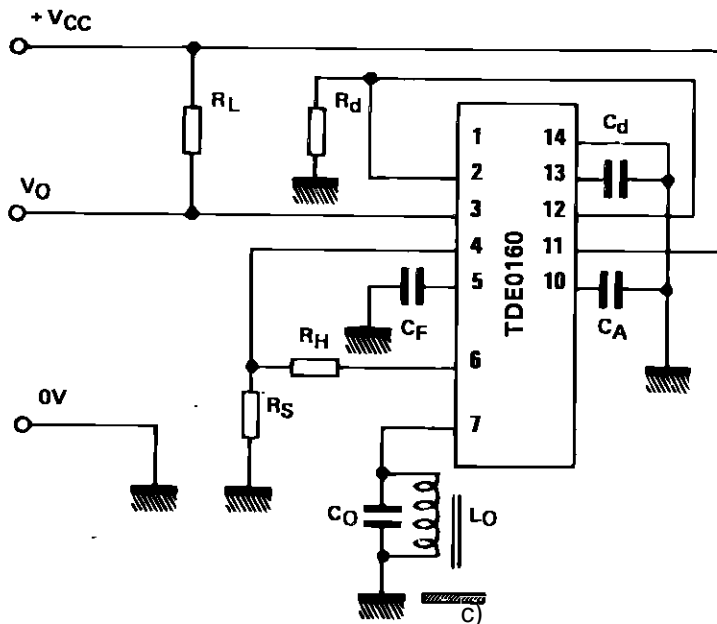 + VCC
RL
Rd
Cd
1 14
2 13
VO
3 12
4 11
5 10
TDE0160
CF
CA
RH
6
RS
0V
7
CO
LO
C)